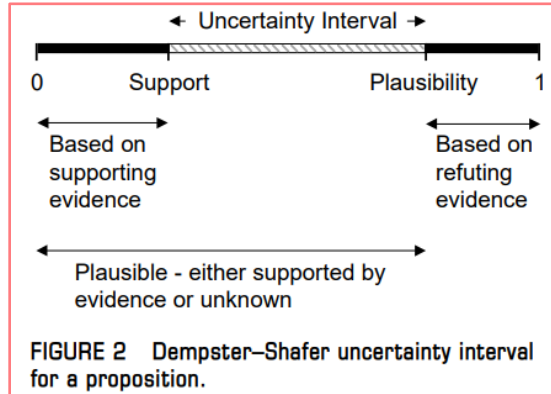 Uncertainty Interval
0 Support Plausibility 1
Based on
supporting
evidence
Based on
refuting
evidence
Plausible - either supported by
evidence or unknown
FIGURE 2 Dempster–Shafer uncertainty interval
for a proposition.